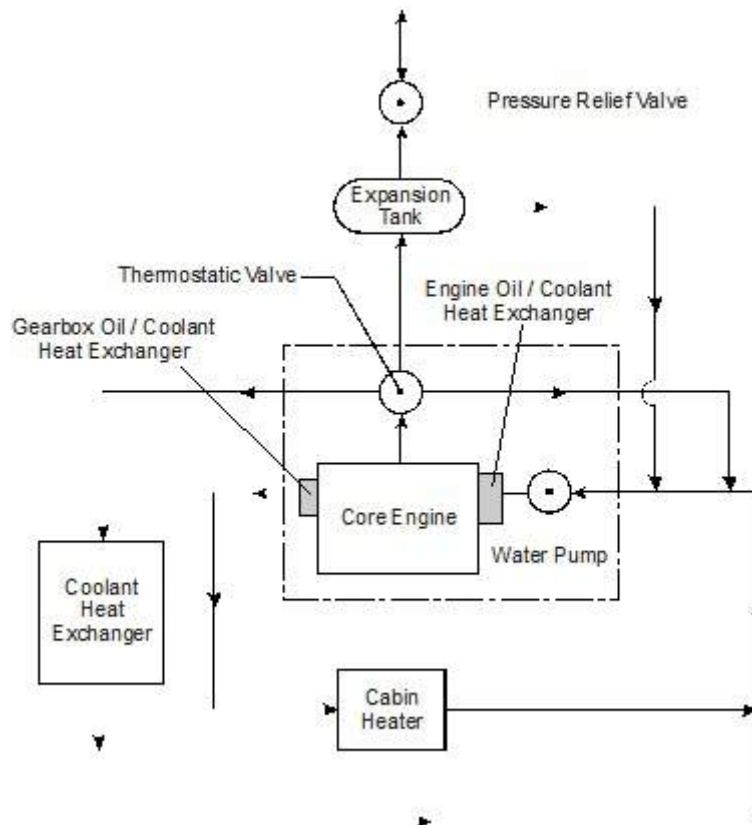 Pressure Relief Valve
Expansion
Tank
Thermostatic Valve
Engine Oil / Coolant
Heat Exchanger
Gearbox Oil / Coolant
Heat Exchanger
Core Engine
Water Pump
Coolant
Heat
Exchanger
Cabin
Heater